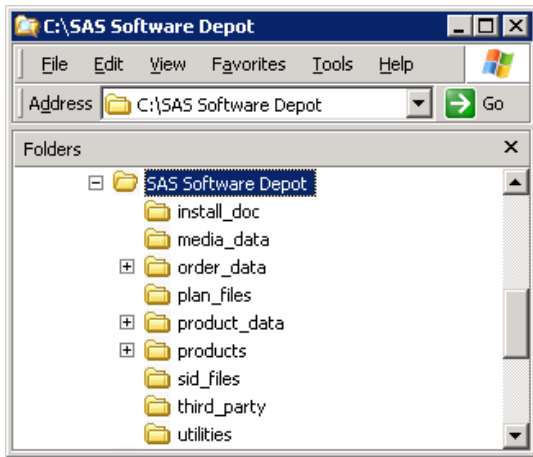 C:\SAS Software Depot
File Edit View Favorites Tools Help
Address C:\SAS Software Depot Go
Folders
SAS Software Depot
install_doc
media_data
order_data
plan_files
product_data
products
sid_files
third_party
utilities